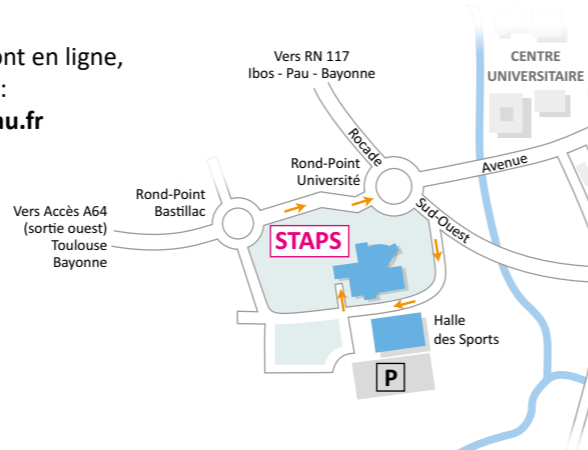 ont en ligne,
:
au.fr
Vers RN 117
Ibos - Pau - Bayonne
CENTRE
UNIVERSITAIRE
Rocade
Rond-Point
Université
Avenue
Rond-Point
Bastillac
Vers Accès A64
(sortie ouest)
Toulouse
Bayonne
Sud-Ouest
STAPS
Halle
des Sports
P